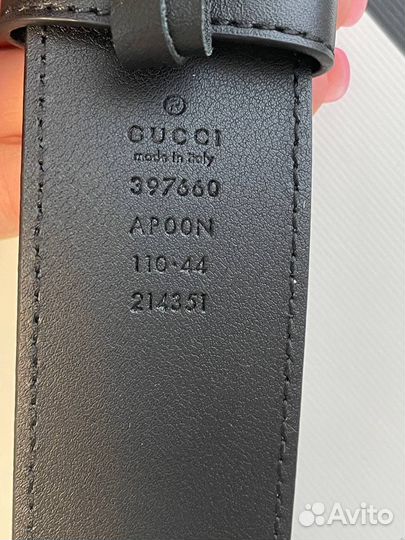 ®
GUCCI
made in italy
397660
AP00N
110·44
214351
Avito